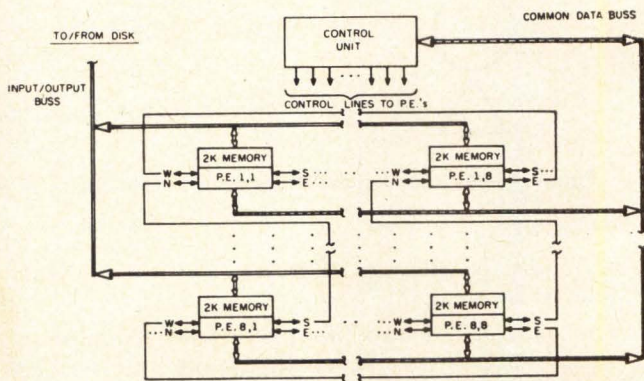 COMMON DATA BUSS
TO/FROM DISK
CONTROL
UNIT
INPUT/OUTPUT
BUSS
CONTROL LINES TO P.E.'s
2K MEMORY
P.E. 1,1
W
N
S...
E...
2K MEMORY
P.E. 1,8
...W
...N
S...
E
2K MEMORY
P.E. 8,1
W
...N
S
E...
2K MEMORY
P.E. 8,8
...W
...N
S
E